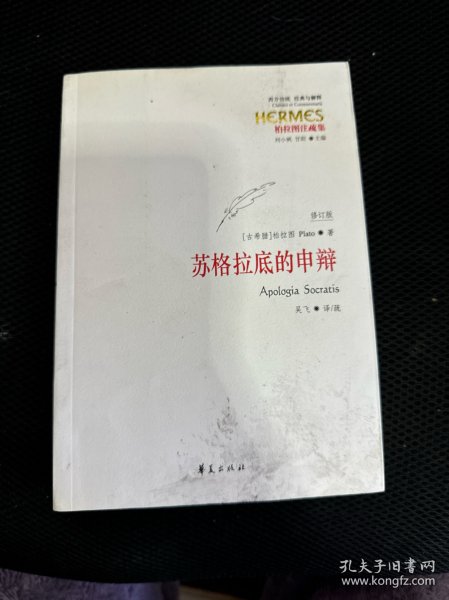 西方传统 经典与解释
Classici et Commentarii
HERMES
柏拉图注疏集
刘小枫 甘阳●主编
修订版
[古希腊]柏拉图 Plato ● 著
苏格拉底的申辩
Apologia Socratis
吴飞 ● 译/疏
华夏出版社
孔夫子旧书网
www.kongfz.com